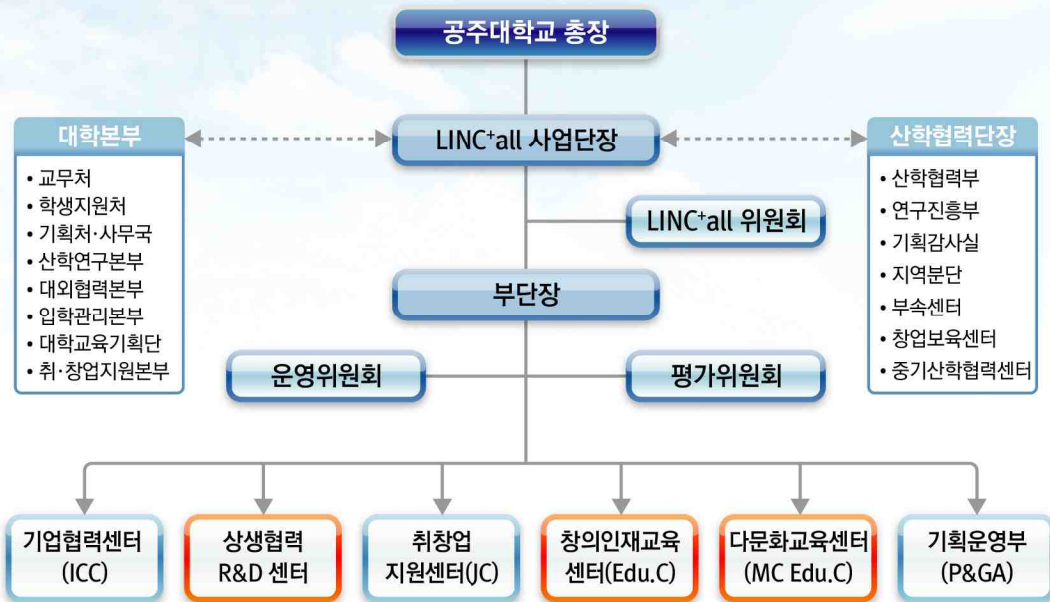 공주대학교 총장
대학본부
• 교무처
• 학생지원처
• 기획처·사무국
• 산학연구본부
• 대외협력본부
• 입학관리본부
• 대학교육기획단
• 취·창업지원본부
LINC+all 사업단장
산학협력단장
• 산학협력부
• 연구진흥부
• 기획감사실
• 지역분단
• 부속센터
• 창업보육센터
• 중기산학협력센터
LINC+all 위원회
부단장
운영위원회
평가위원회
기업협력센터
(ICC)
상생협력
R&D 센터
취창업
지원센터(JC)
창의인재교육
센터(Edu.C)
다문화교육센터
(MC Edu.C)
기획운영부
(P&GA)